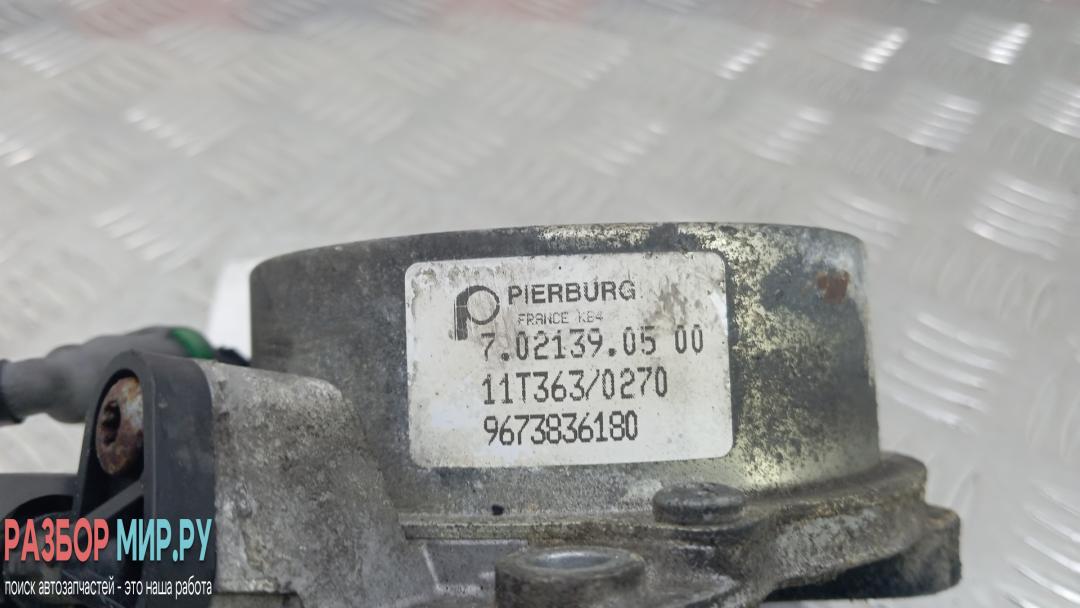 PIERBURG
FRANCE KB4
7.02139.05 00
11T363/0270
9673836180
РАЗБОР МИР.РУ
поиск автозапчастей - это наша работа